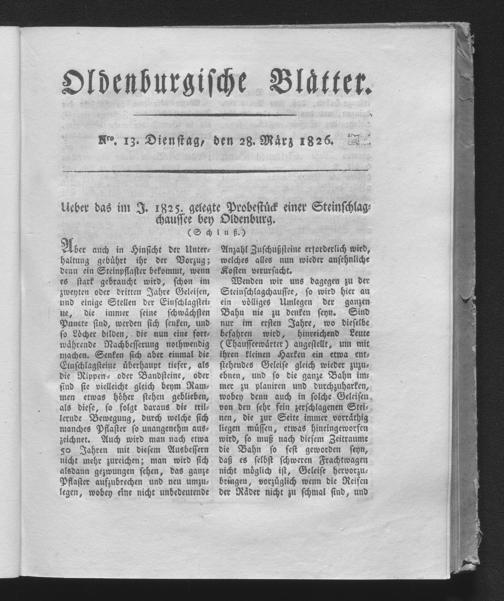 Oldenburgische Blätter.
Nro. 13. Dienstag, den 28. März 1826.
Ueber das im J. 1825. gelegte Probestück einer Steinschlag-
chaussee bey Oldenburg.
(Schluß.)
Aber auch in Hinsicht der Unter-
haltung gebührt ihr der Vorzug;
denn ein Steinpflaster bekommt, wenn
es stark gebraucht wird, schon im
zweyten oder dritten Jahre Geleisen,
und einige Stellen der Einschlagstei-
ne, die immer seine schwächsten
Puncte sind, werden sich senken, und
so Löcher bilden, die nun eine fort-
währende Nachbesserung nothwendig
machen. Senken sich aber einmal die
Einschlagsteine überhaupt tiefer, als
die Rippen- oder Bandsteine, oder
sind sie vielleicht gleich beym Ram-
men etwas höher stehen geblieben,
als diese, so folgt daraus die tril-
lernde Bewegung, durch welche sich
manches Pflaster so unangenehm aus-
zeichnet. Auch wird man nach etwa
50 Jahren mit diesem Ausbessern
nicht mehr zureichen; man wird sich
alsdann gezwungen sehen, das ganze
Pflaster aufzubrechen und neu umzu-
legen, wobey eine nicht unbedeutende
Anzahl Zuschußsteine erforderlich wird,
welches alles nun wieder ansehnliche
Kosten verursacht.
Wenden wir uns dagegen zu der
Steinschlagchaussee, so wird hier an
ein völliges Umlegen der ganzen
Bahn nie zu denken seyn. Sind
nur im ersten Jahre, wo dieselbe
befahren wird, hinreichend Leute
(Chausseewärter) angestellt, um mit
ihren kleinen Harken ein etwa ent-
stehendes Geleise gleich wieder zuzu-
ebnen, und so die ganze Bahn im-
mer zu planiren und durchzuharken,
wobey denn auch in solche Geleisen
von den sehr fein zerschlagenen Stei-
nen, die zur Seite immer vorräthig
liegen müssen, etwas hineingeworfen
wird, so muß nach diesem Zeitraume
die Bahn so fest geworden seyn,
daß es selbst schweren Frachtwagen
nicht möglich ist, Geleise hervorzu-
bringen, vorzüglich wenn die Reifen
der Räder nicht zu schmal sind, und